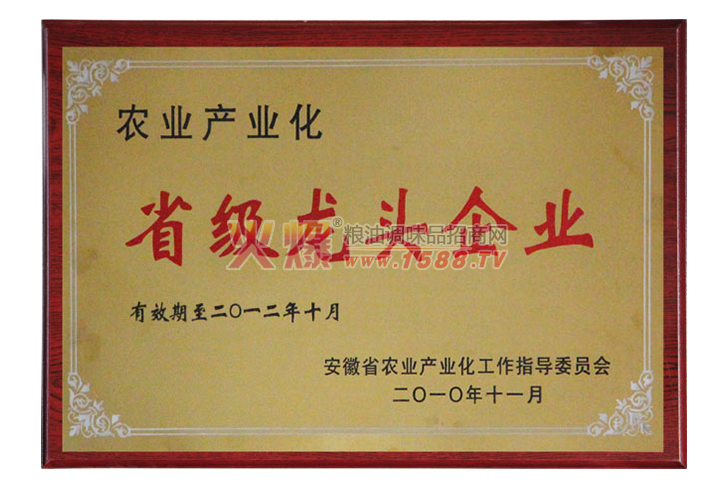 农业产业化
省级龙头企业
火爆®粮油调味品招商网
www.1588.TV
有效期至二〇一二年十月
安徽省农业产业化工作指导委员会
二〇一〇年十一月